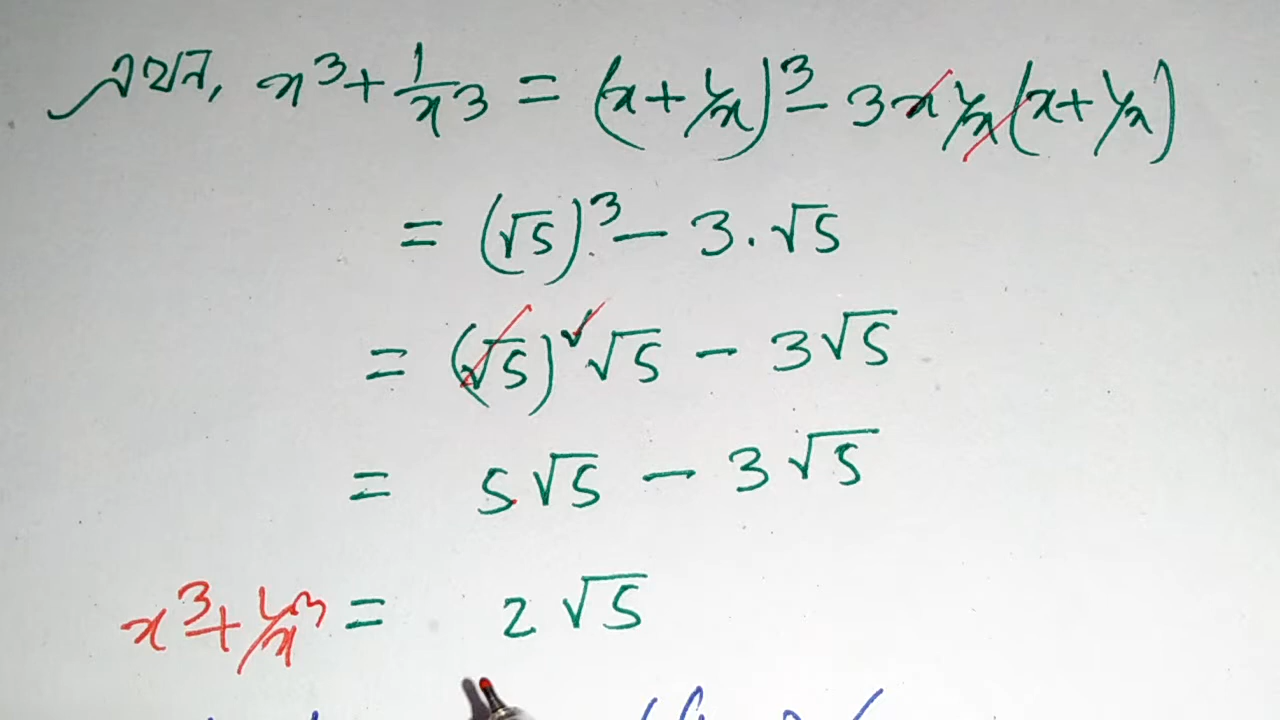 এখন, x³ + 1/x³ = (x + 1/x)³ - 3x 1/x (x + 1/x)
= (√5)³ - 3.√5
= (√5)² √5 - 3√5
= 5√5 - 3√5
x³ + 1/x³ = 2√5